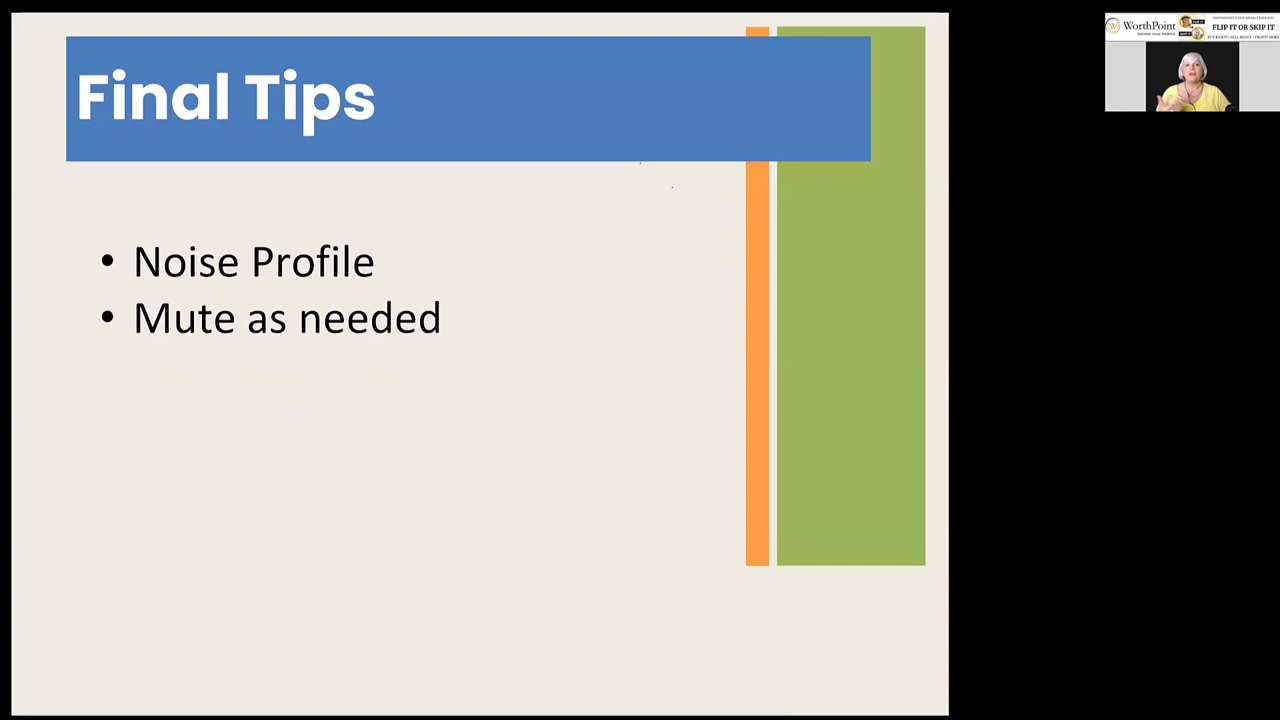 Final Tips
• Noise Profile
• Mute as needed
WorthPoint
FLIP IT OR SKIP IT